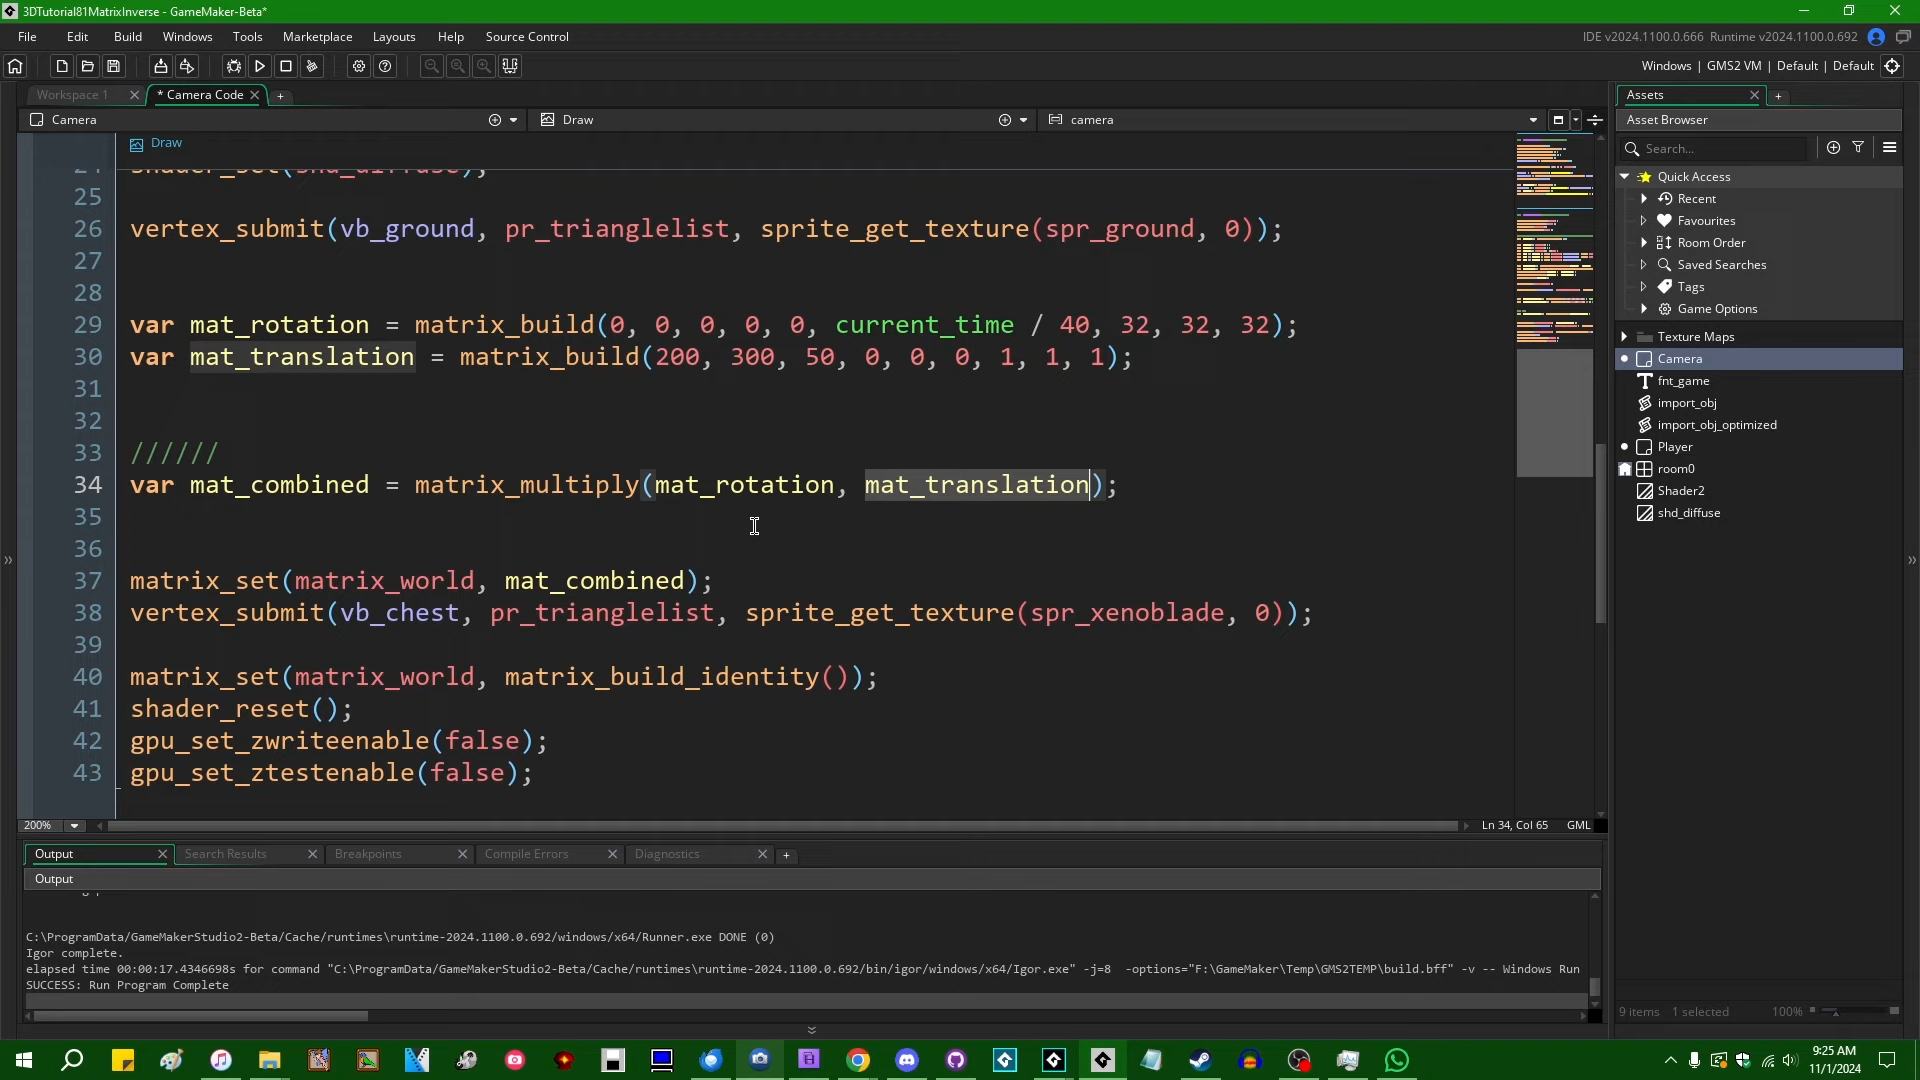 3DTutorial81MatrixInverse - GameMaker-Beta*
File Edit Build Windows Tools Marketplace Layouts Help Source Control
IDE v2024.1100.0.666 Runtime v2024.1100.0.692
Windows | GMS2 VM | Default | Default
Workspace 1
* Camera Code
Camera
Draw
camera
Draw
24 shader_set(shd_diffuse);
25
26 vertex_submit(vb_ground, pr_trianglelist, sprite_get_texture(spr_ground, 0));
27
28
29 var mat_rotation = matrix_build(0, 0, 0, 0, 0, current_time / 40, 32, 32, 32);
30 var mat_translation = matrix_build(200, 300, 50, 0, 0, 0, 1, 1, 1);
31
32
33 //////
34 var mat_combined = matrix_multiply(mat_rotation, mat_translation);
35
36
37 matrix_set(matrix_world, mat_combined);
38 vertex_submit(vb_chest, pr_trianglelist, sprite_get_texture(spr_xenoblade, 0));
39
40 matrix_set(matrix_world, matrix_build_identity());
41 shader_reset();
42 gpu_set_zwriteenable(false);
43 gpu_set_ztestenable(false);
200%
Ln 34, Col 65 GML
Assets
Asset Browser
Search...
Quick Access
Recent
Favourites
Room Order
Saved Searches
Tags
Game Options
Texture Maps
Camera
fnt_game
import_obj
import_obj_optimized
Player
room0
Shader2
shd_diffuse
9 items 1 selected 100%
Output Search Results Breakpoints Compile Errors Diagnostics
Output
C:\ProgramData/GameMakerStudio2-Beta/Cache/runtimes\runtime-2024.1100.0.692/windows/x64/Runner.exe DONE (0)
Igor complete.
elapsed time 00:00:17.4346698s for command "C:\ProgramData/GameMakerStudio2-Beta/Cache/runtimes\runtime-2024.1100.0.692/bin/igor/windows/x64/Igor.exe" -j=8 -options="F:\GameMaker\Temp\GMS2TEMP\build.bff" -v -- Windows Run
SUCCESS: Run Program Complete
9:25 AM
11/1/2024